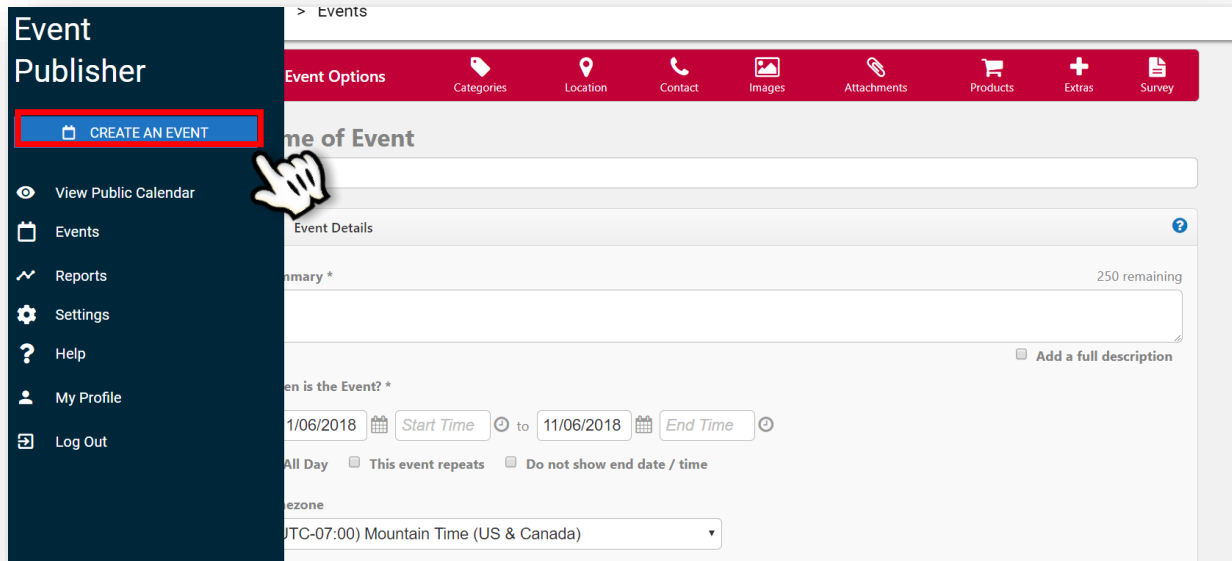 Event
Publisher
CREATE AN EVENT
View Public Calendar
Events
Reports
Settings
Help
My Profile
Log Out
> Events
Event Options
Categories
Location
Contact
Images
Attachments
Products
Extras
Survey
me of Event
Event Details
mmary *
250 remaining
Add a full description
en is the Event? *
1/06/2018 Start Time to 11/06/2018 End Time
All Day This event repeats Do not show end date / time
mezone
UTC-07:00) Mountain Time (US & Canada)